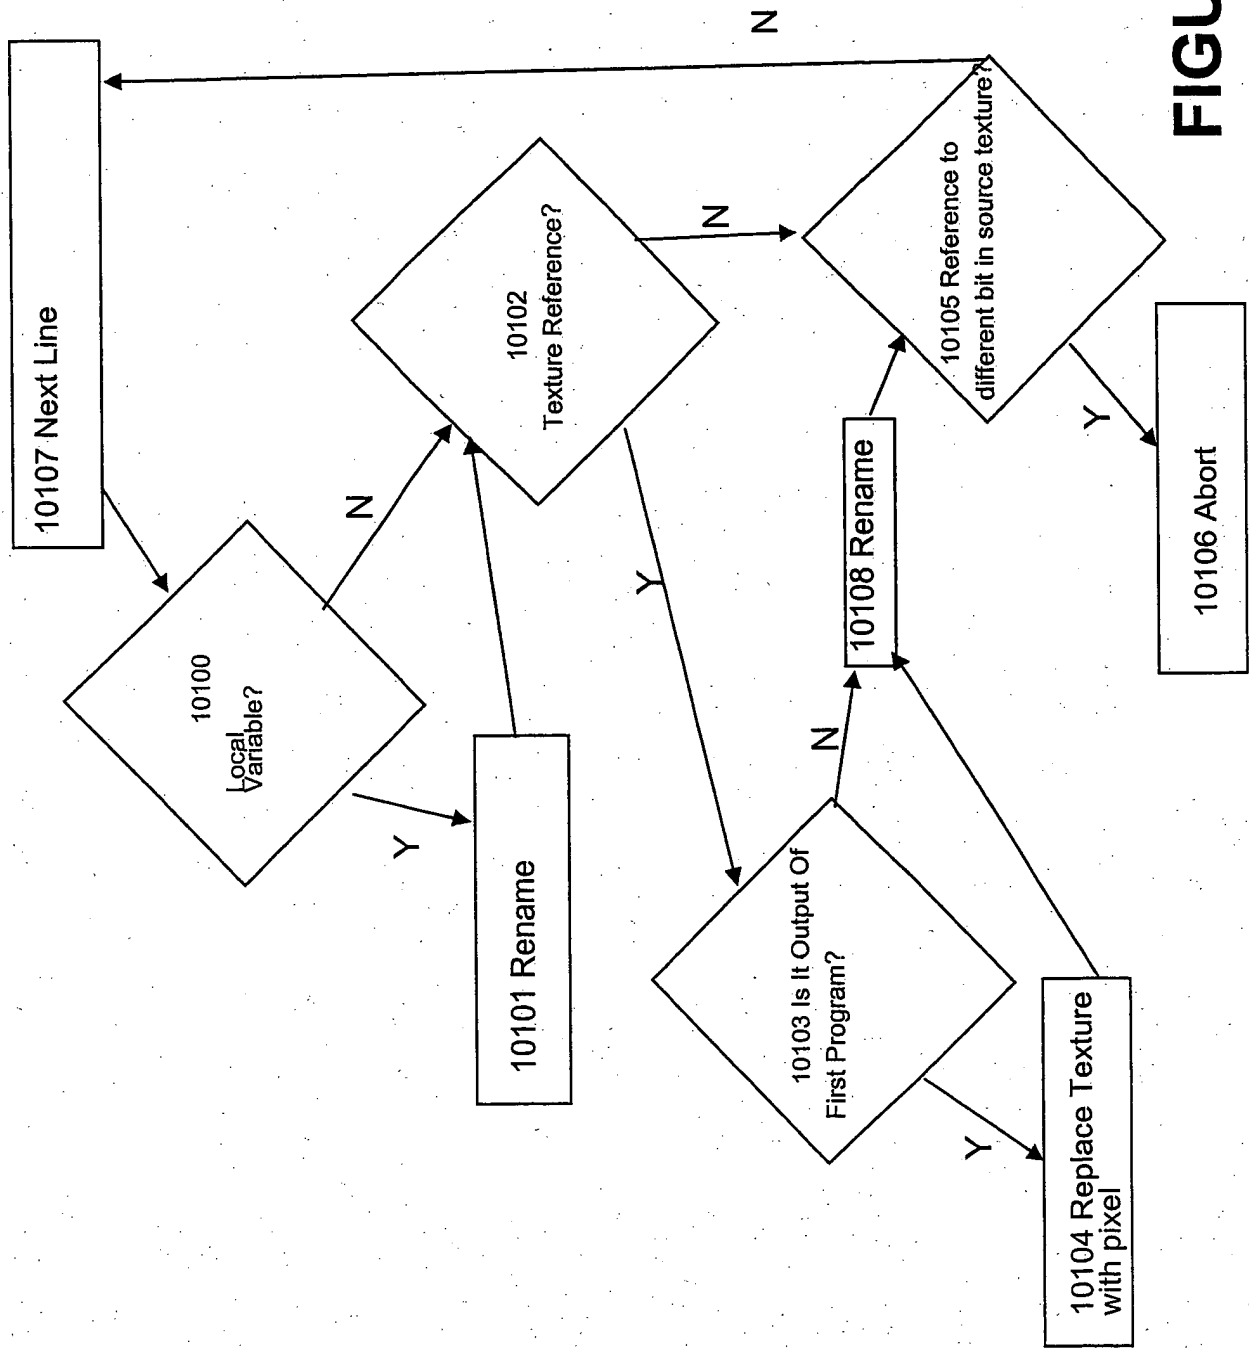 10107 Next Line
10100
Local
Variable?
N
Y
10101 Rename
10102
Texture Reference?
Y
N
10103 Is It Output Of
First Program?
N
Y
10104 Replace Texture
with pixel
10108 Rename
10105 Reference to
different bit in source texture?
N
Y
10106 Abort